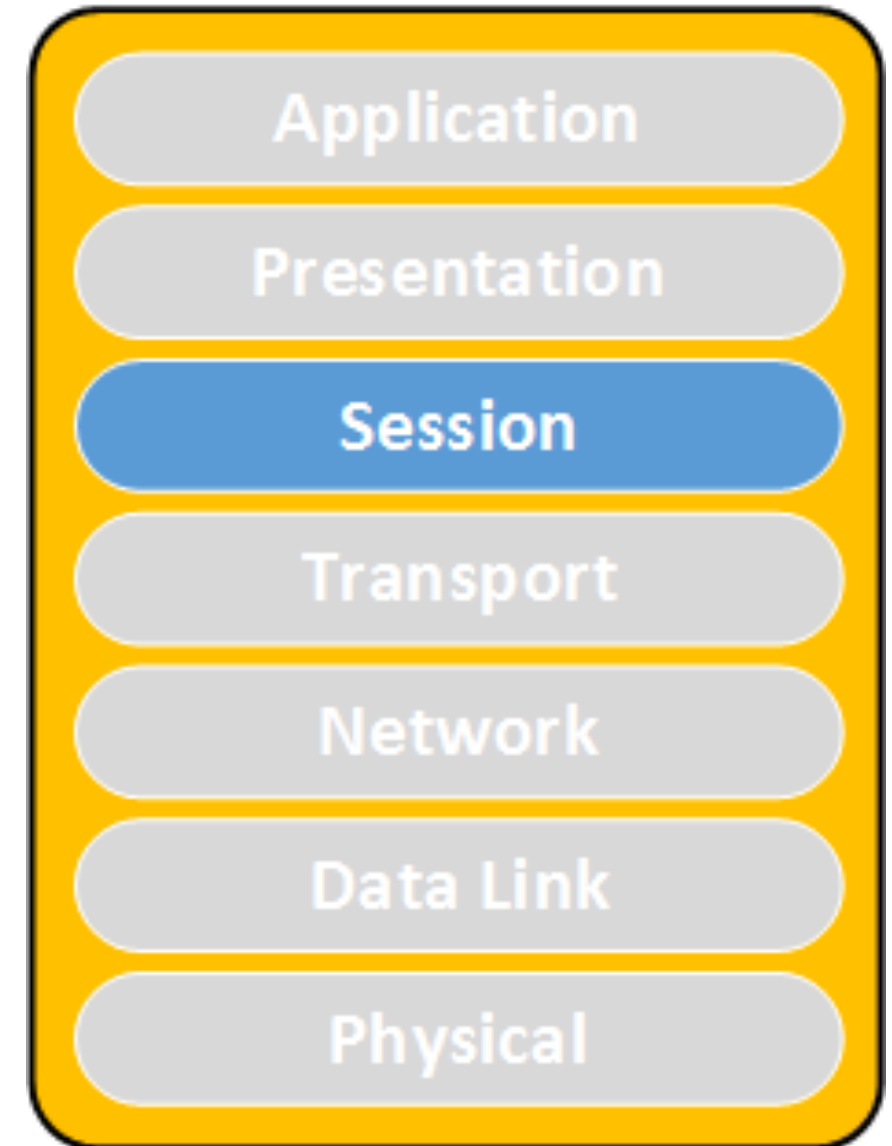 Application
Presentation
Session
Transport
Network
Data Link
Physical